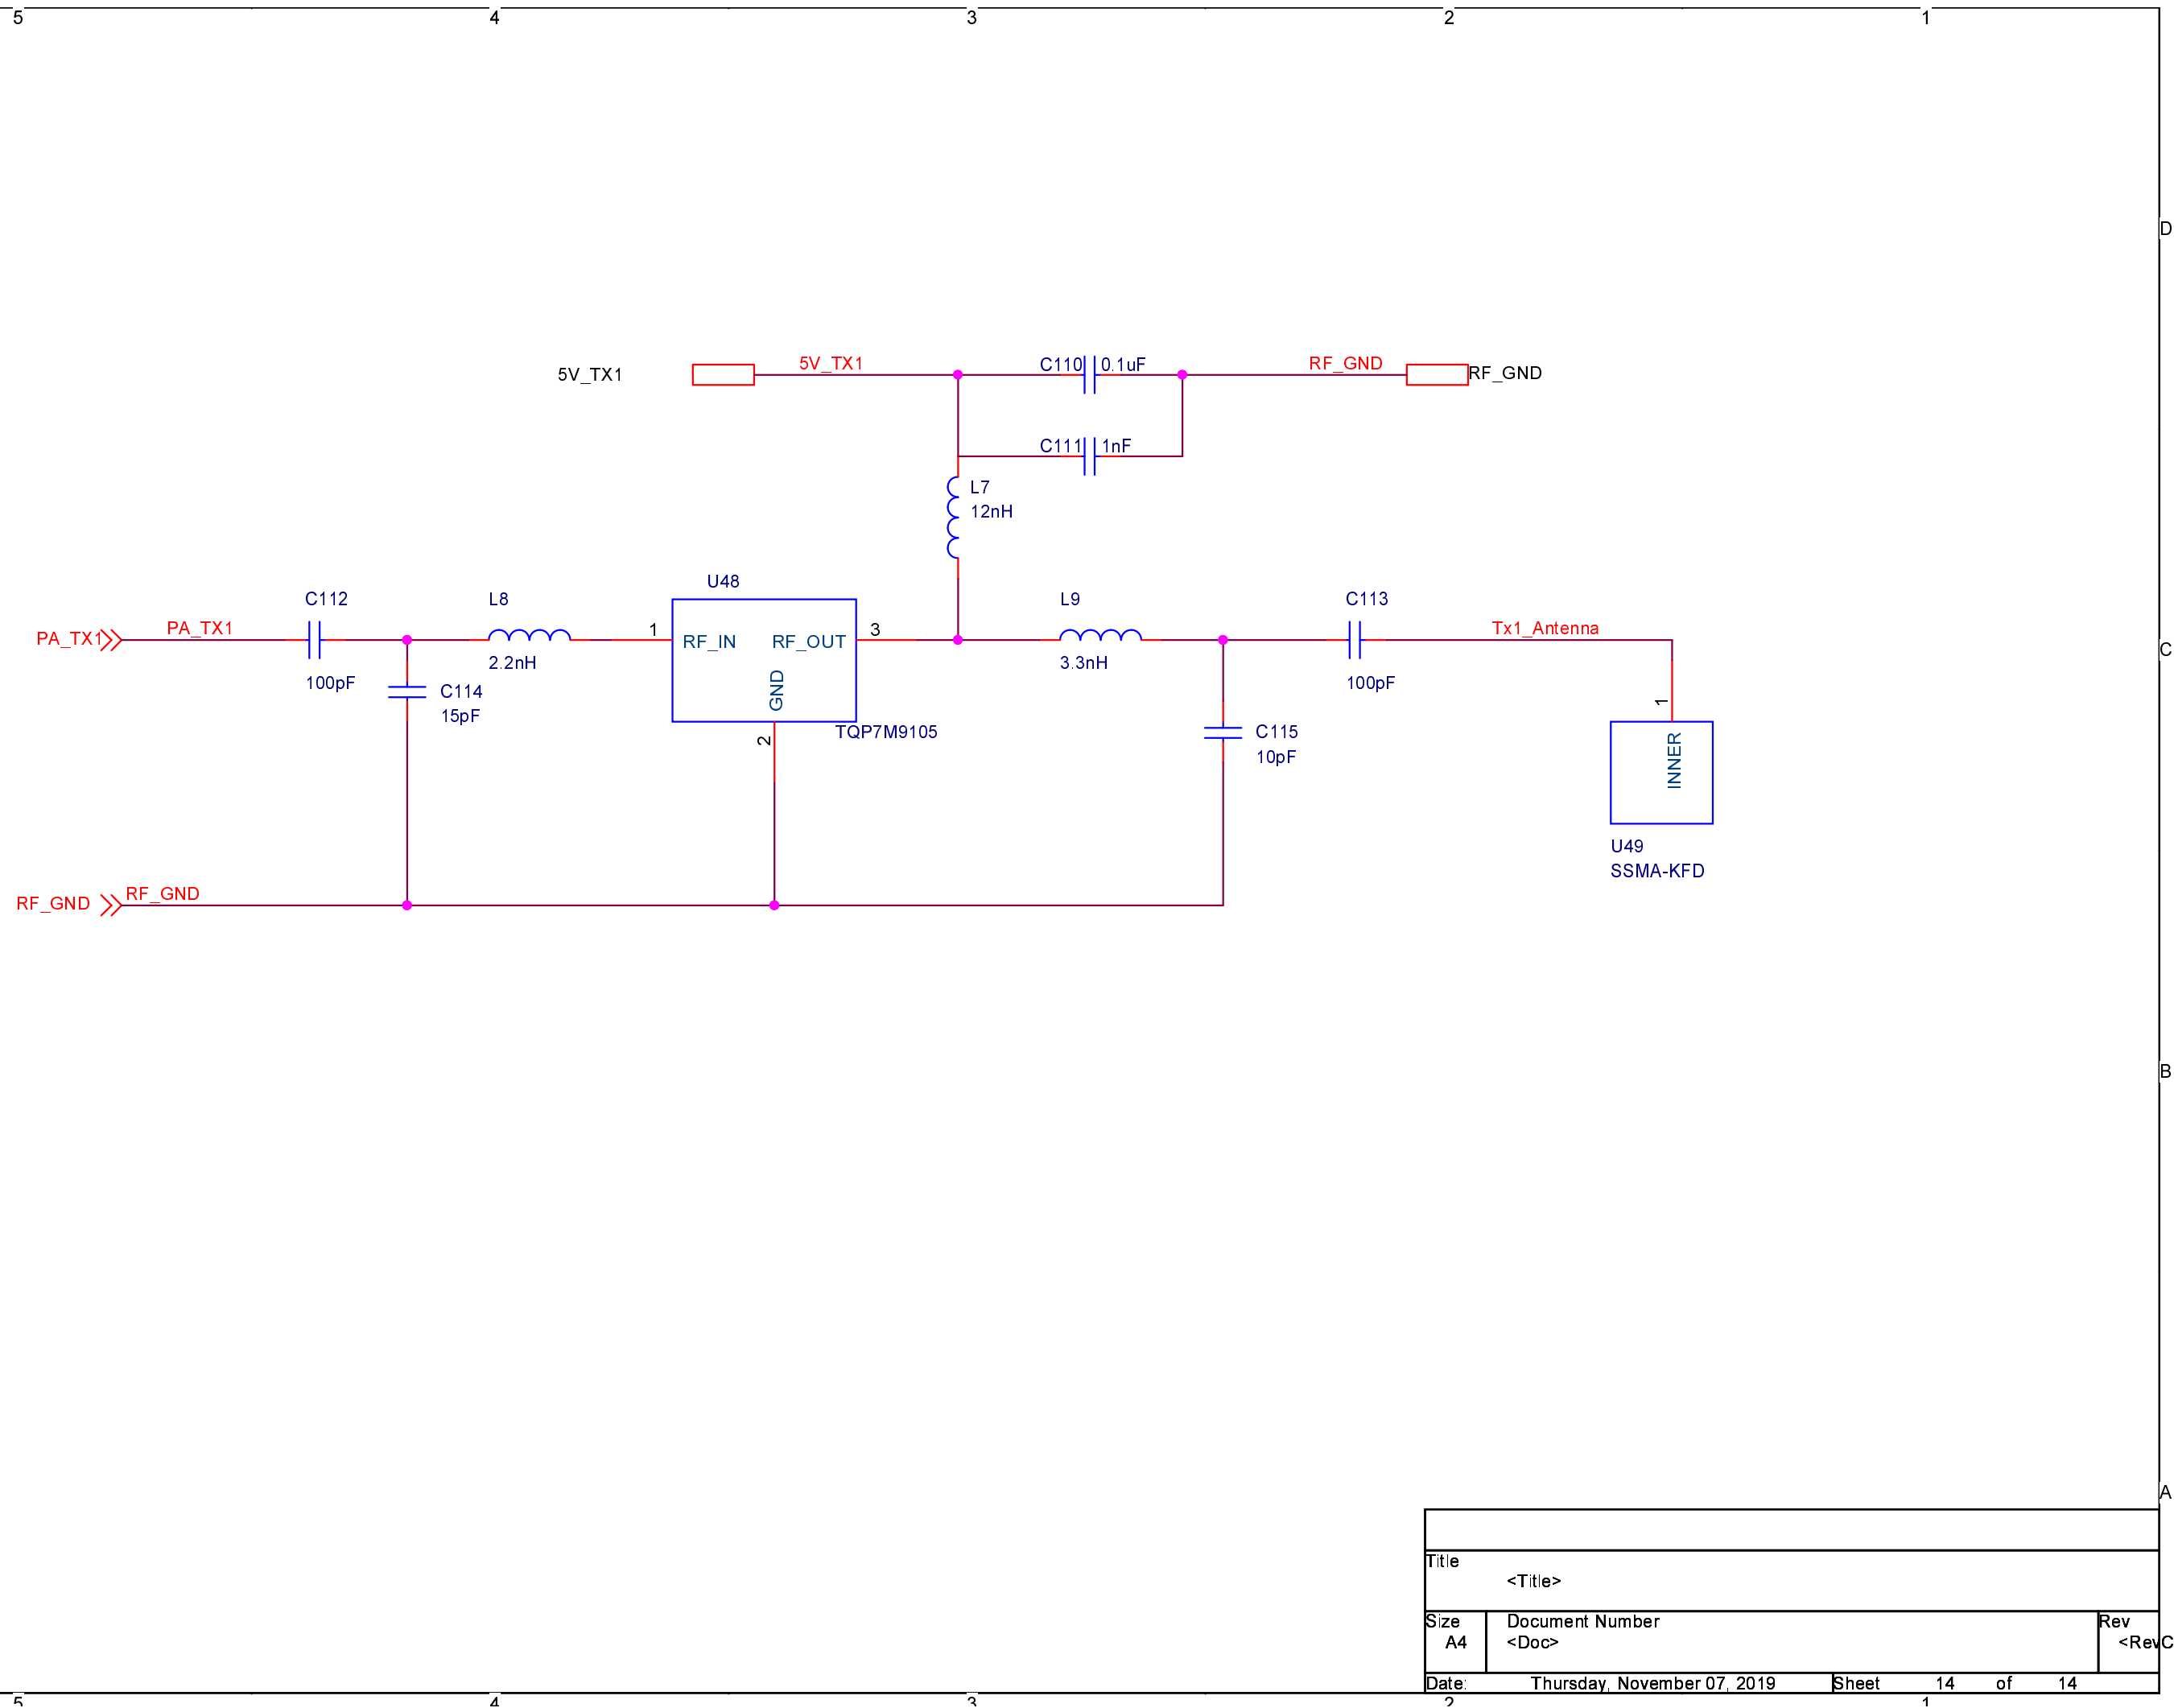 5 4 3 2 1
D
5V_TX1 5V_TX1 C110 0.1uF RF_GND RF_GND
C111 1nF
L7
12nH
U48
C112 L8 L9 C113
PA_TX1 PA_TX1 1 RF_IN RF_OUT 3 Tx1_Antenna
C
2.2nH 3.3nH
100pF 100pF
C114
15pF
GND
2
TQP7M9105
C115
10pF
1
INNER
U49
SSMA-KFD
RF_GND RF_GND
B
A
Title
<Title>
Size Document Number Rev
A4 <Doc> <RevC
Date: Thursday, November 07, 2019 Sheet 14 of 14
5 4 3 2 1